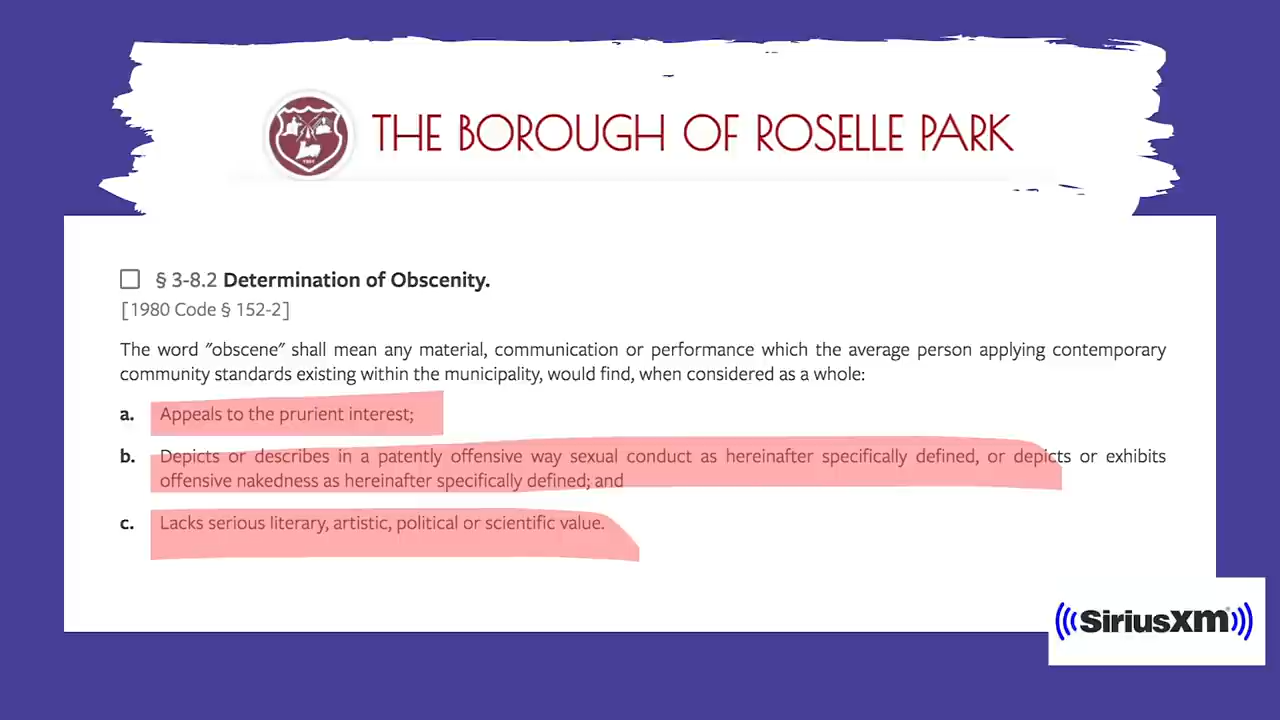 THE BOROUGH OF ROSELLE PARK
§ 3-8.2 Determination of Obscenity.
[1980 Code § 152-2]
The word "obscene" shall mean any material, communication or performance which the average person applying contemporary
community standards existing within the municipality, would find, when considered as a whole:
a. Appeals to the prurient interest;
b. Depicts or describes in a patently offensive way sexual conduct as hereinafter specifically defined, or depicts or exhibits
offensive nakedness as hereinafter specifically defined; and
c. Lacks serious literary, artistic, political or scientific value.
SiriusXM